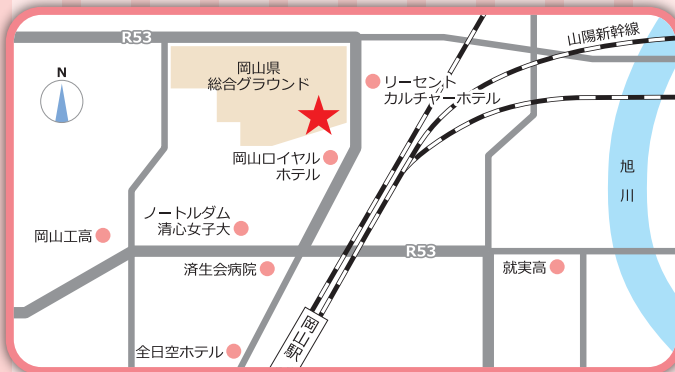 R53
山陽新幹線
N
岡山県
総合グラウンド
リーセント
カルチャーホテル
岡山ロイヤル
ホテル
旭川
ノートルダム
清心女子大
岡山工高
R53
済生会病院
就実高
岡山駅
全日空ホテル